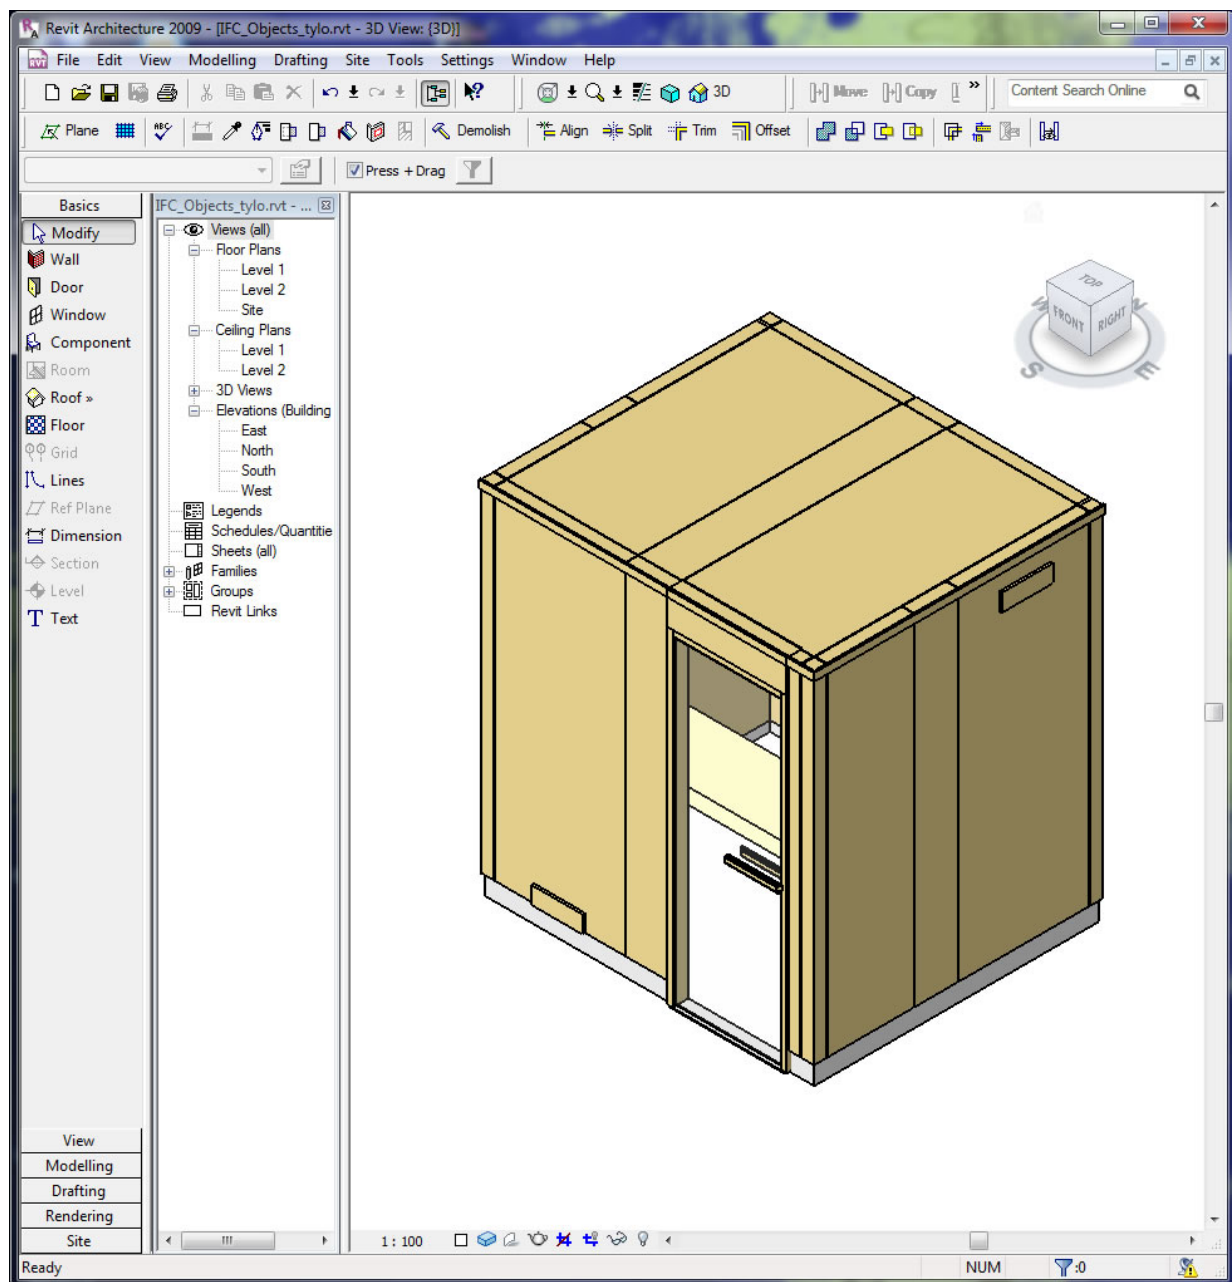 Revit Architecture 2009 - [IFC_Objects_tylo.rvt - 3D View: {3D}]
File Edit View Modelling Drafting Site Tools Settings Window Help
3D Move Copy » Content Search Online
Plane ABC Demolish Align Split Trim Offset
Press + Drag
Basics
Modify
Wall
Door
Window
Component
Room
Roof »
Floor
Grid
Lines
Ref Plane
Dimension
Section
Level
T Text
View
Modelling
Drafting
Rendering
Site
IFC_Objects_tylo.rvt - ...
Views (all)
Floor Plans
Level 1
Level 2
Site
Ceiling Plans
Level 1
Level 2
3D Views
Elevations (Building
East
North
South
West
Legends
Schedules/Quantitie
Sheets (all)
Families
Groups
Revit Links
TOP
FRONT RIGHT
W N
S E
1 : 100
Ready NUM :0